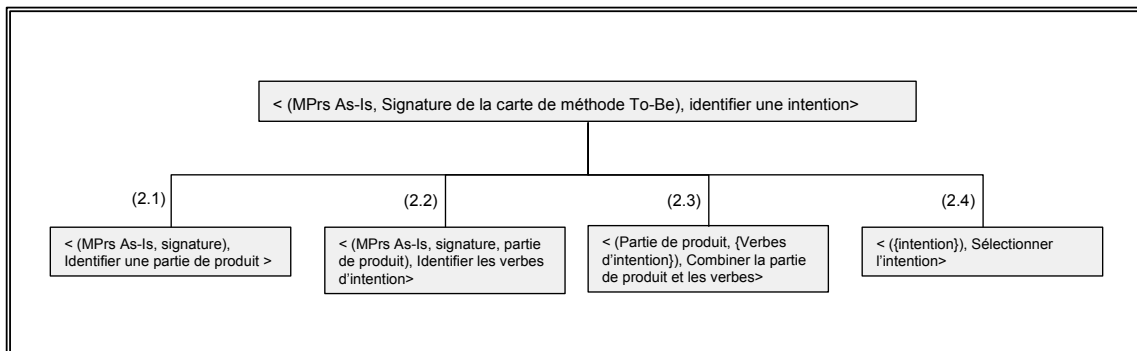 < (MPrs As-Is, Signature de la carte de méthode To-Be), identifier une intention>
(2.1)
(2.2)
(2.3)
(2.4)
< (MPrs As-Is, signature),
Identifier une partie de produit >
< (MPrs As-Is, signature, partie
de produit), Identifier les verbes
d’intention>
< (Partie de produit, {Verbes
d’intention}), Combiner la partie
de produit et les verbes>
< ({intention}), Sélectionner
l’intention>